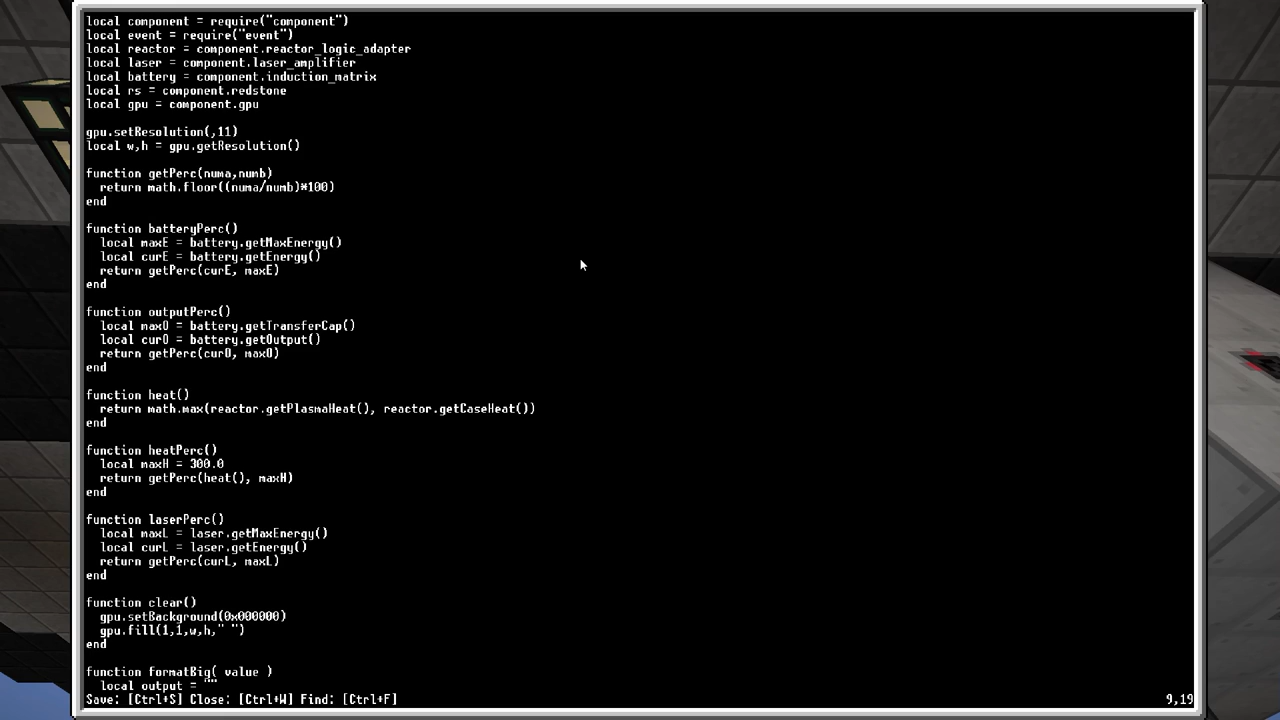 local component = require("component")
local event = require("event")
local reactor = component.reactor_logic_adapter
local laser = component.laser_amplifier
local battery = component.induction_matrix
local rs = component.redstone
local gpu = component.gpu

gpu.setResolution(,11)
local w,h = gpu.getResolution()

function getPerc(numa,numb)
  return math.floor((numa/numb)*100)
end

function batteryPerc()
  local maxE = battery.getMaxEnergy()
  local curE = battery.getEnergy()
  return getPerc(curE, maxE)
end

function outputPerc()
  local maxO = battery.getTransferCap()
  local curO = battery.getOutput()
  return getPerc(curO, maxO)
end

function heat()
  return math.max(reactor.getPlasmaHeat(), reactor.getCaseHeat())
end

function heatPerc()
  local maxH = 300.0
  return getPerc(heat(), maxH)
end

function laserPerc()
  local maxL = laser.getMaxEnergy()
  local curL = laser.getEnergy()
  return getPerc(curL, maxL)
end

function clear()
  gpu.setBackground(0x000000)
  gpu.fill(1,1,w,h," ")
end

function formatBig( value )
  local output = ""
Save: [Ctrl+S] Close: [Ctrl+W] Find: [Ctrl+F] 9,19